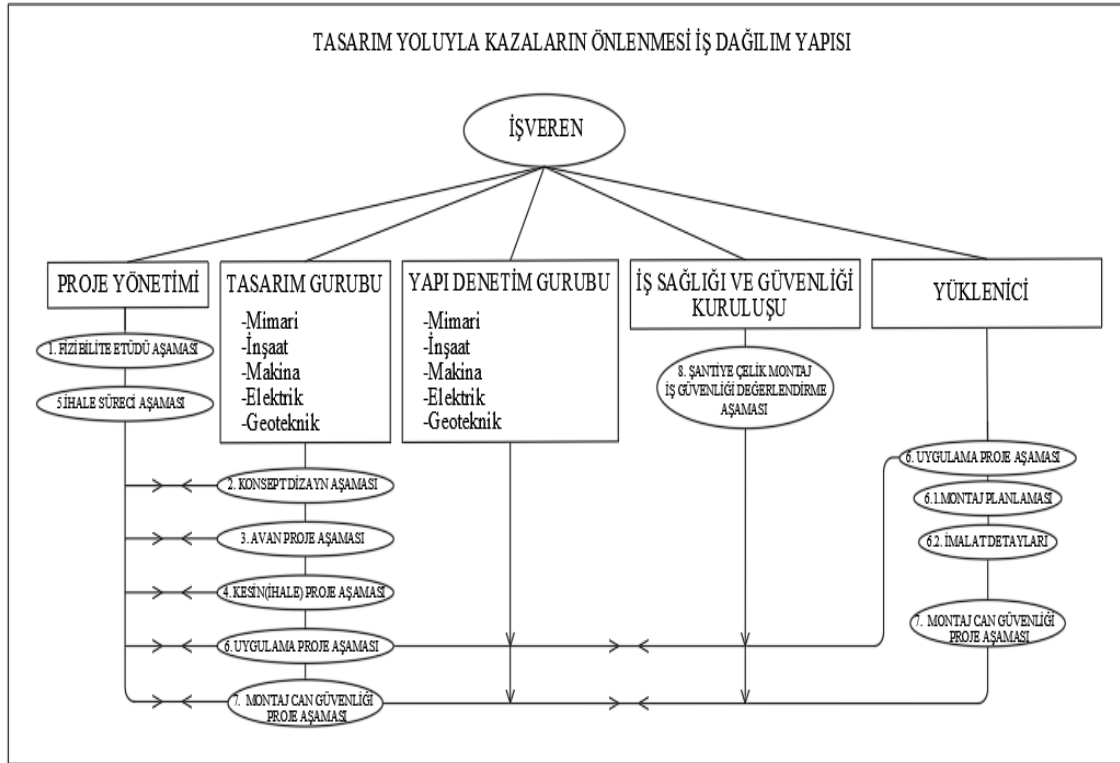 TASARIM YOLUYLA KAZALARIN ÖNLENMESİ İŞ DAĞILIM YAPISI
İŞVEREN
PROJE YÖNETİMİ
1. FİZİBİLİTE ETÜDÜ AŞAMASI
5.İHALE SÜRECİ AŞAMASI
TASARIM GURUBU
-Mimari
-İnşaat
-Makina
-Elektrik
-Geoteknik
2. KONSEPT DİZAYN AŞAMASI
3. AVAN PROJE AŞAMASI
4. KESİN(İHALE) PROJE AŞAMASI
6. UYGULAMA PROJE AŞAMASI
7. MONTAJ CAN GÜVENLİĞİ
PROJE AŞAMASI
YAPI DENETİM GURUBU
-Mimari
-İnşaat
-Makina
-Elektrik
-Geoteknik
İŞ SAĞLIĞI VE GÜVENLİĞİ
KURULUŞU
8. ŞANTİYE ÇELİK MONTAJ
İŞ GÜVENLİĞİ DEĞERLENDİRME
AŞAMASI
YÜKLENİCİ
6. UYGULAMA PROJE AŞAMASI
6.1.MONTAJ PLANLAMASI
6.2. İMALAT DETAYLARI
7. MONTAJ CAN GÜVENLİĞİ
PROJE AŞAMASI